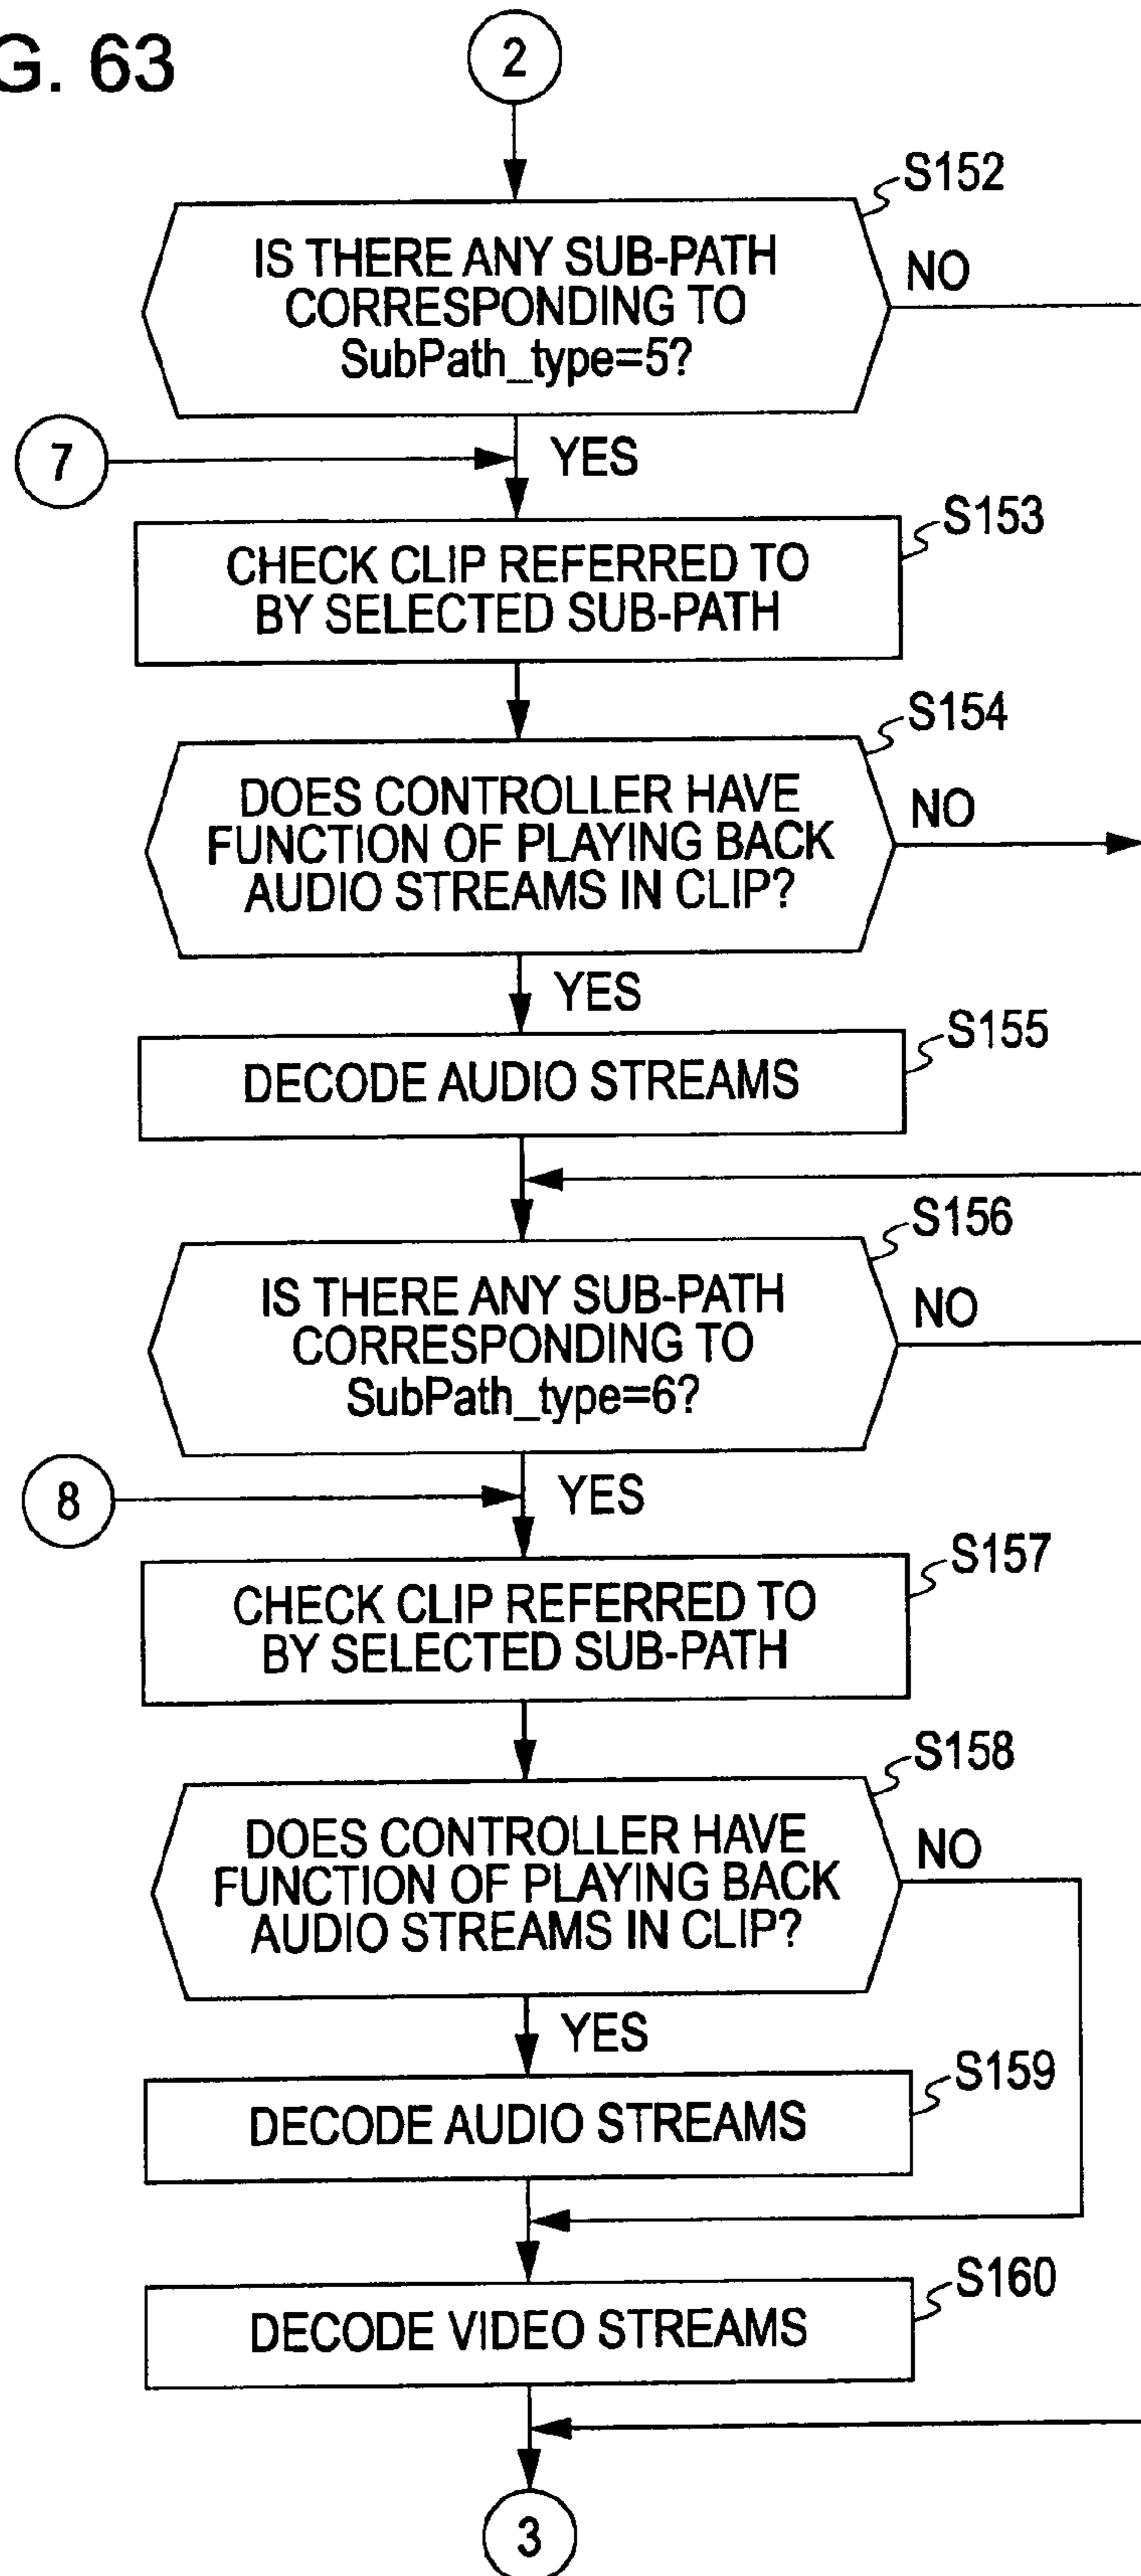 G. 63
2
S152
IS THERE ANY SUB-PATH
CORRESPONDING TO
SubPath_type=5?
NO
7
YES
S153
CHECK CLIP REFERRED TO
BY SELECTED SUB-PATH
S154
DOES CONTROLLER HAVE
FUNCTION OF PLAYING BACK
AUDIO STREAMS IN CLIP?
NO
YES
S155
DECODE AUDIO STREAMS
S156
IS THERE ANY SUB-PATH
CORRESPONDING TO
SubPath_type=6?
NO
8
YES
S157
CHECK CLIP REFERRED TO
BY SELECTED SUB-PATH
S158
DOES CONTROLLER HAVE
FUNCTION OF PLAYING BACK
AUDIO STREAMS IN CLIP?
NO
YES
S159
DECODE AUDIO STREAMS
S160
DECODE VIDEO STREAMS
3